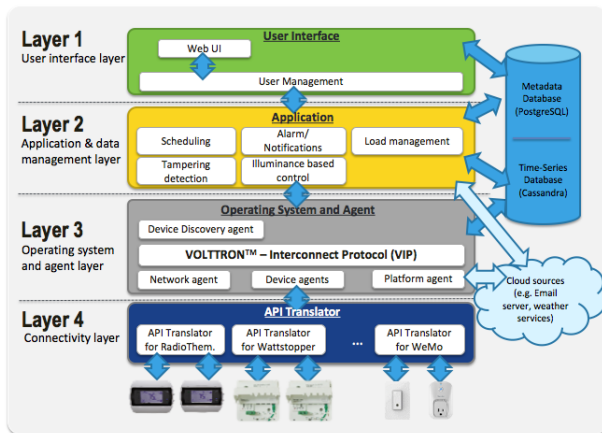 Layer 1
User interface layer
User Interface
Web UI
User Management
Layer 2
Application & data
management layer
Application
Scheduling
Alarm/
Notifications
Load management
Tampering
detection
Illuminance based
control
Metadata
Database
(PostgreSQL)
Time-Series
Database
(Cassandra)
Layer 3
Operating system
and agent layer
Operating System and Agent
Device Discovery agent
VOLTTRON™ – Interconnect Protocol (VIP)
Network agent
Device agents
Platform agent
Cloud sources
(e.g. Email
server, weather
services)
Layer 4
Connectivity layer
API Translator
API Translator
for RadioThem.
API Translator
for Wattstopper
...
API Translator
for WeMo